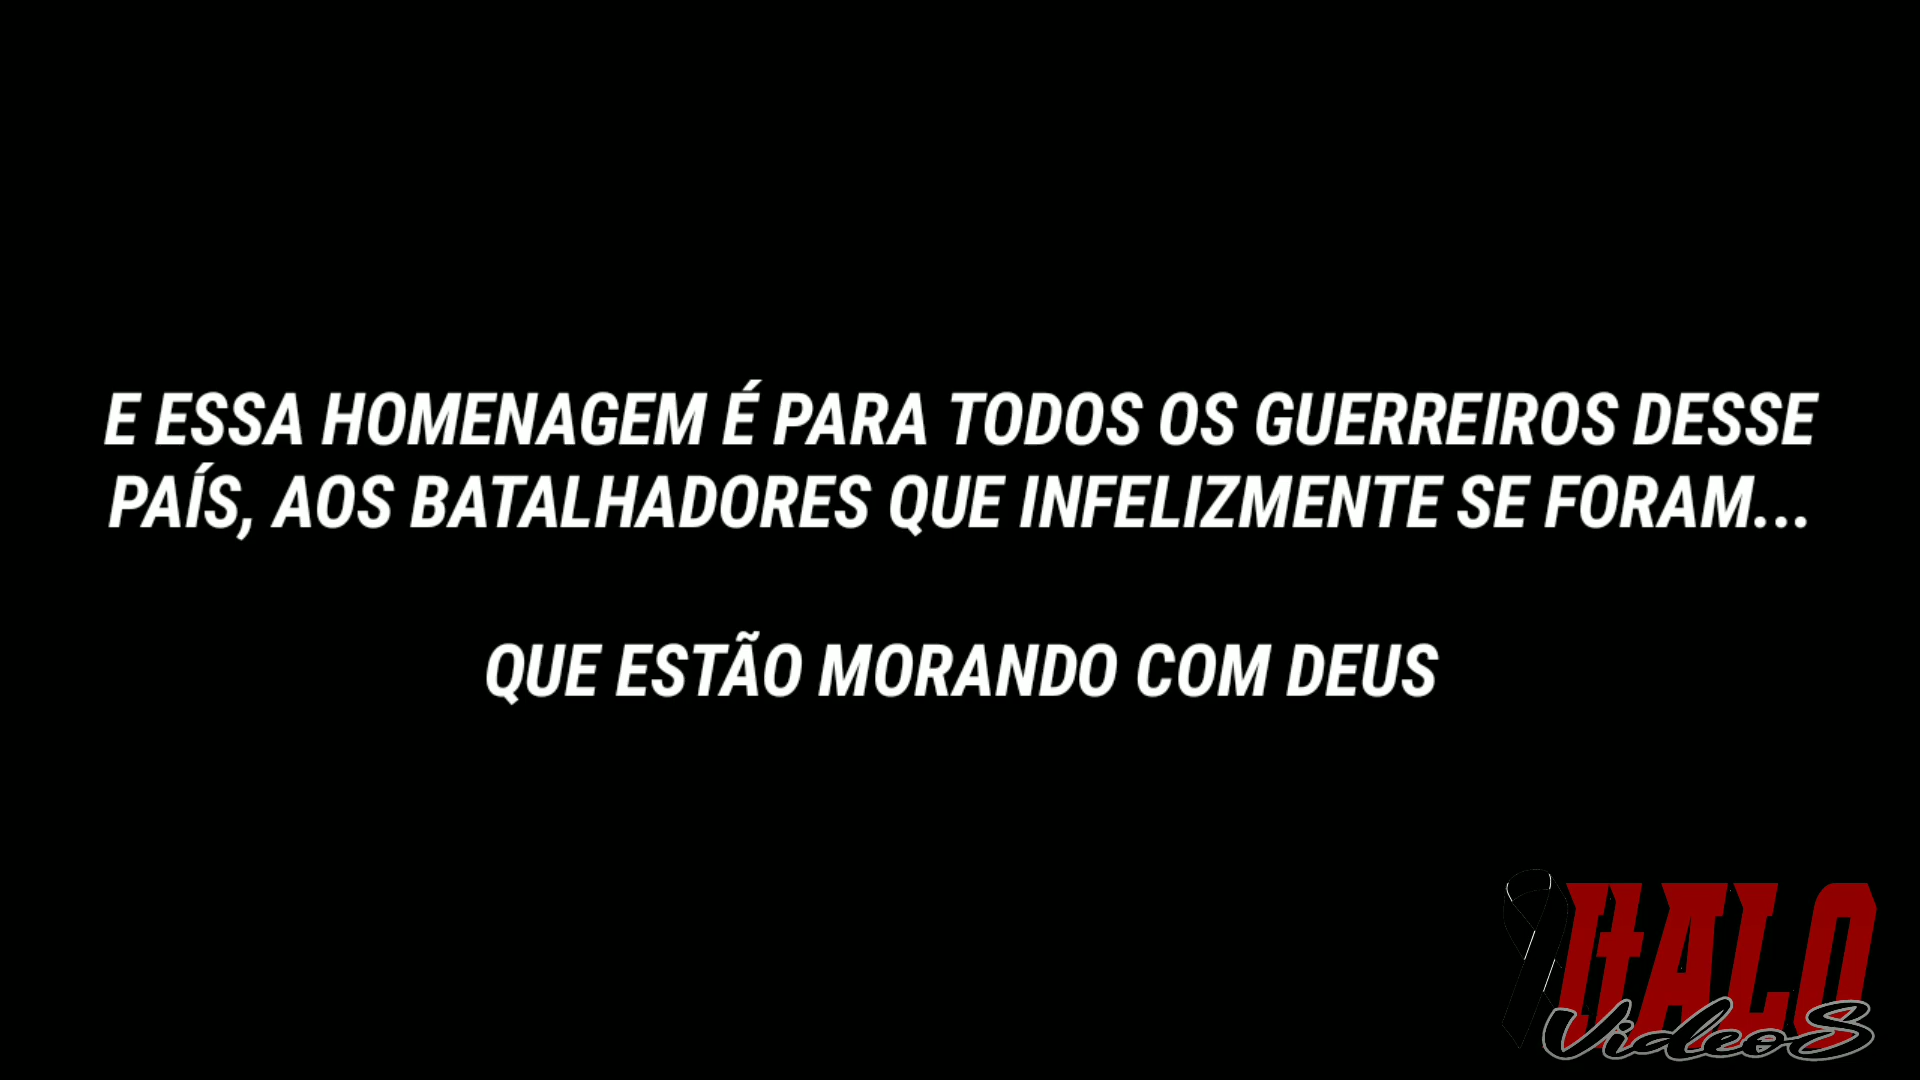 E ESSA HOMENAGEM É PARA TODOS OS GUERREIROS DESSE
PAÍS, AOS BATALHADORES QUE INFELIZMENTE SE FORAM...
QUE ESTÃO MORANDO COM DEUS
ITALO
VideoS